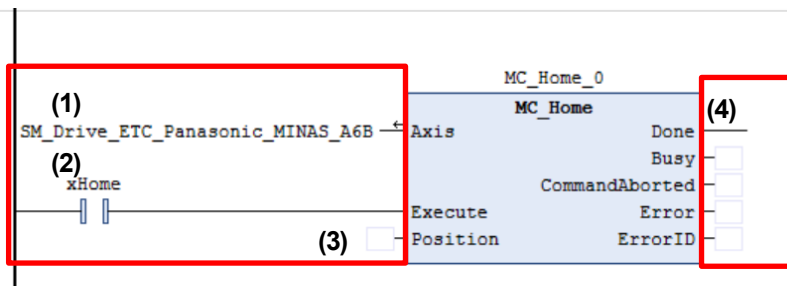 MC_Home_0
MC_Home
(1)
(4)
SM_Drive_ETC_Panasonic_MINAS_A6B
Axis
Done
(2)
Busy
xHome
CommandAborted
Execute
Error
(3)
Position
ErrorID